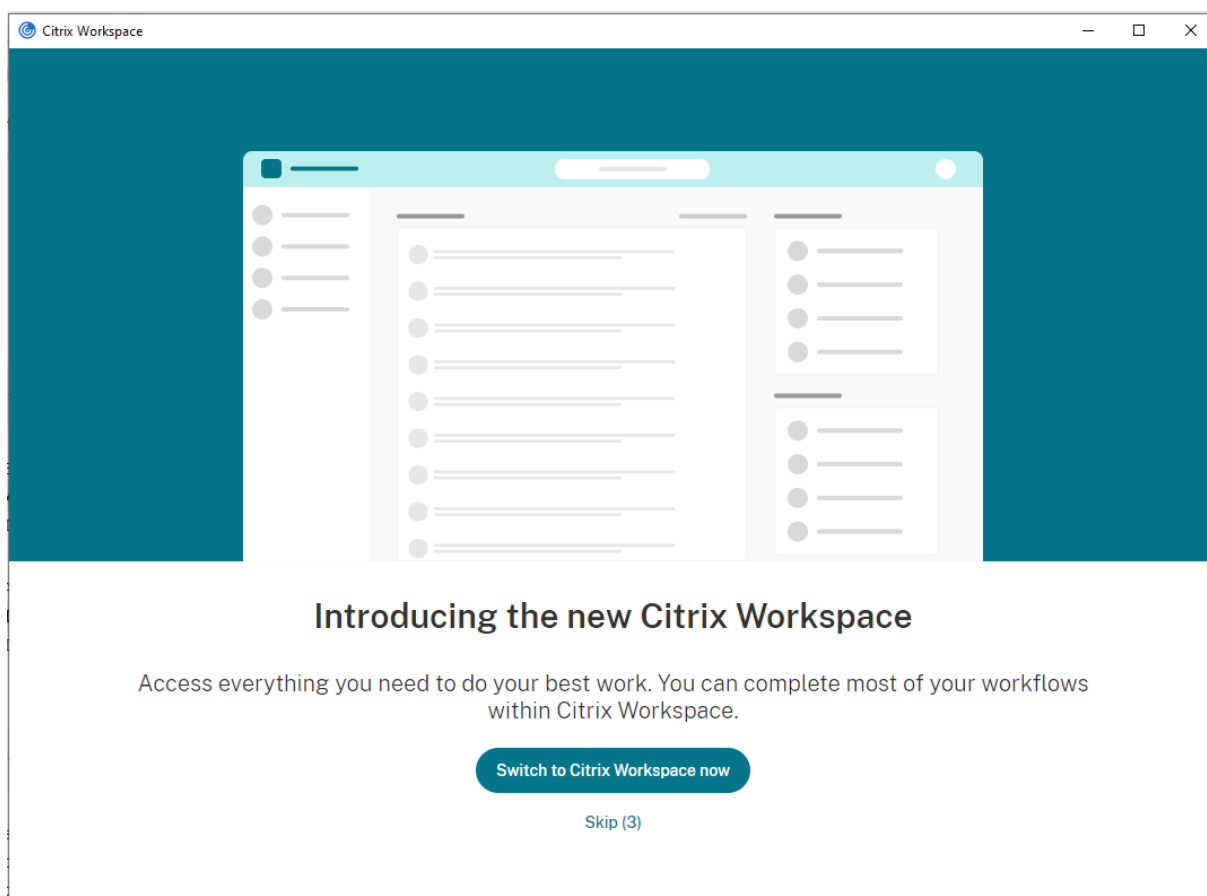 Citrix Workspace
Introducing the new Citrix Workspace
Access everything you need to do your best work. You can complete most of your workflows
within Citrix Workspace.
Switch to Citrix Workspace now
Skip (3)